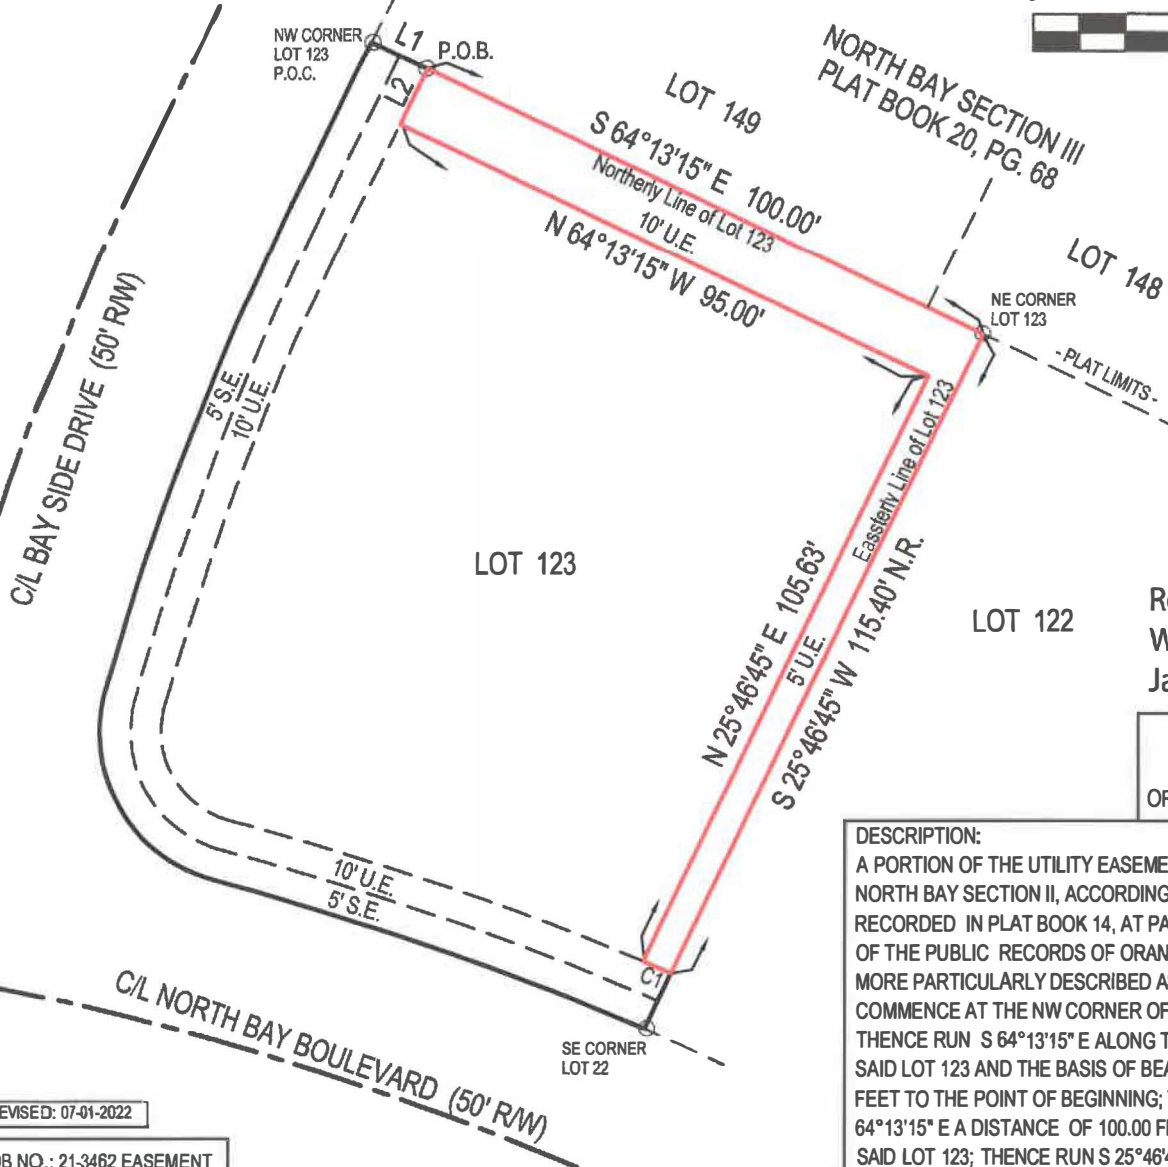 NW CORNER
LOT 123
P.O.C.
L1
P.O.B.
L2
LOT 149
NORTH BAY SECTION III
PLAT BOOK 20, PG. 68
S 64°13'15" E 100.00'
Northerly Line of Lot 123
10' U.E.
N 64°13'15" W 95.00'
LOT 148
NE CORNER
LOT 123
- PLAT LIMITS -
C/L BAY SIDE DRIVE (50' R/W)
5' S.E.
10' U.E.
Eassterly Line of Lot 123
LOT 123
N 25°46'45" E 105.63'
5' U.E.
S 25°46'45" W 115.40' N.R.
LOT 122
W
Ja
OF
10' U.E.
5' S.E.
C1
C/L NORTH BAY BOULEVARD (50' R/W)
SE CORNER
LOT 22
EVISED: 07-01-2022
OB NO.: 21-3462 EASEMENT
DESCRIPTION:
A PORTION OF THE UTILITY EASEME
NORTH BAY SECTION II, ACCORDING
RECORDED IN PLAT BOOK 14, AT PA
OF THE PUBLIC RECORDS OF ORAN
MORE PARTICULARLY DESCRIBED A
COMMENCE AT THE NW CORNER OF
THENCE RUN S 64°13'15" E ALONG T
SAID LOT 123 AND THE BASIS OF BEA
FEET TO THE POINT OF BEGINNING;
64°13'15" E A DISTANCE OF 100.00 F
SAID LOT 123; THENCE RUN S 25°46'4